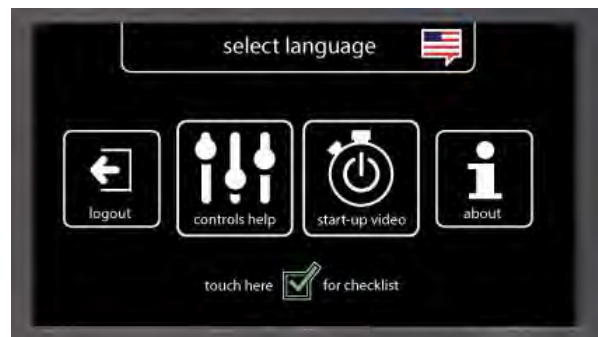 select language
logout
controls help
start-up video
about
touch here for checklist